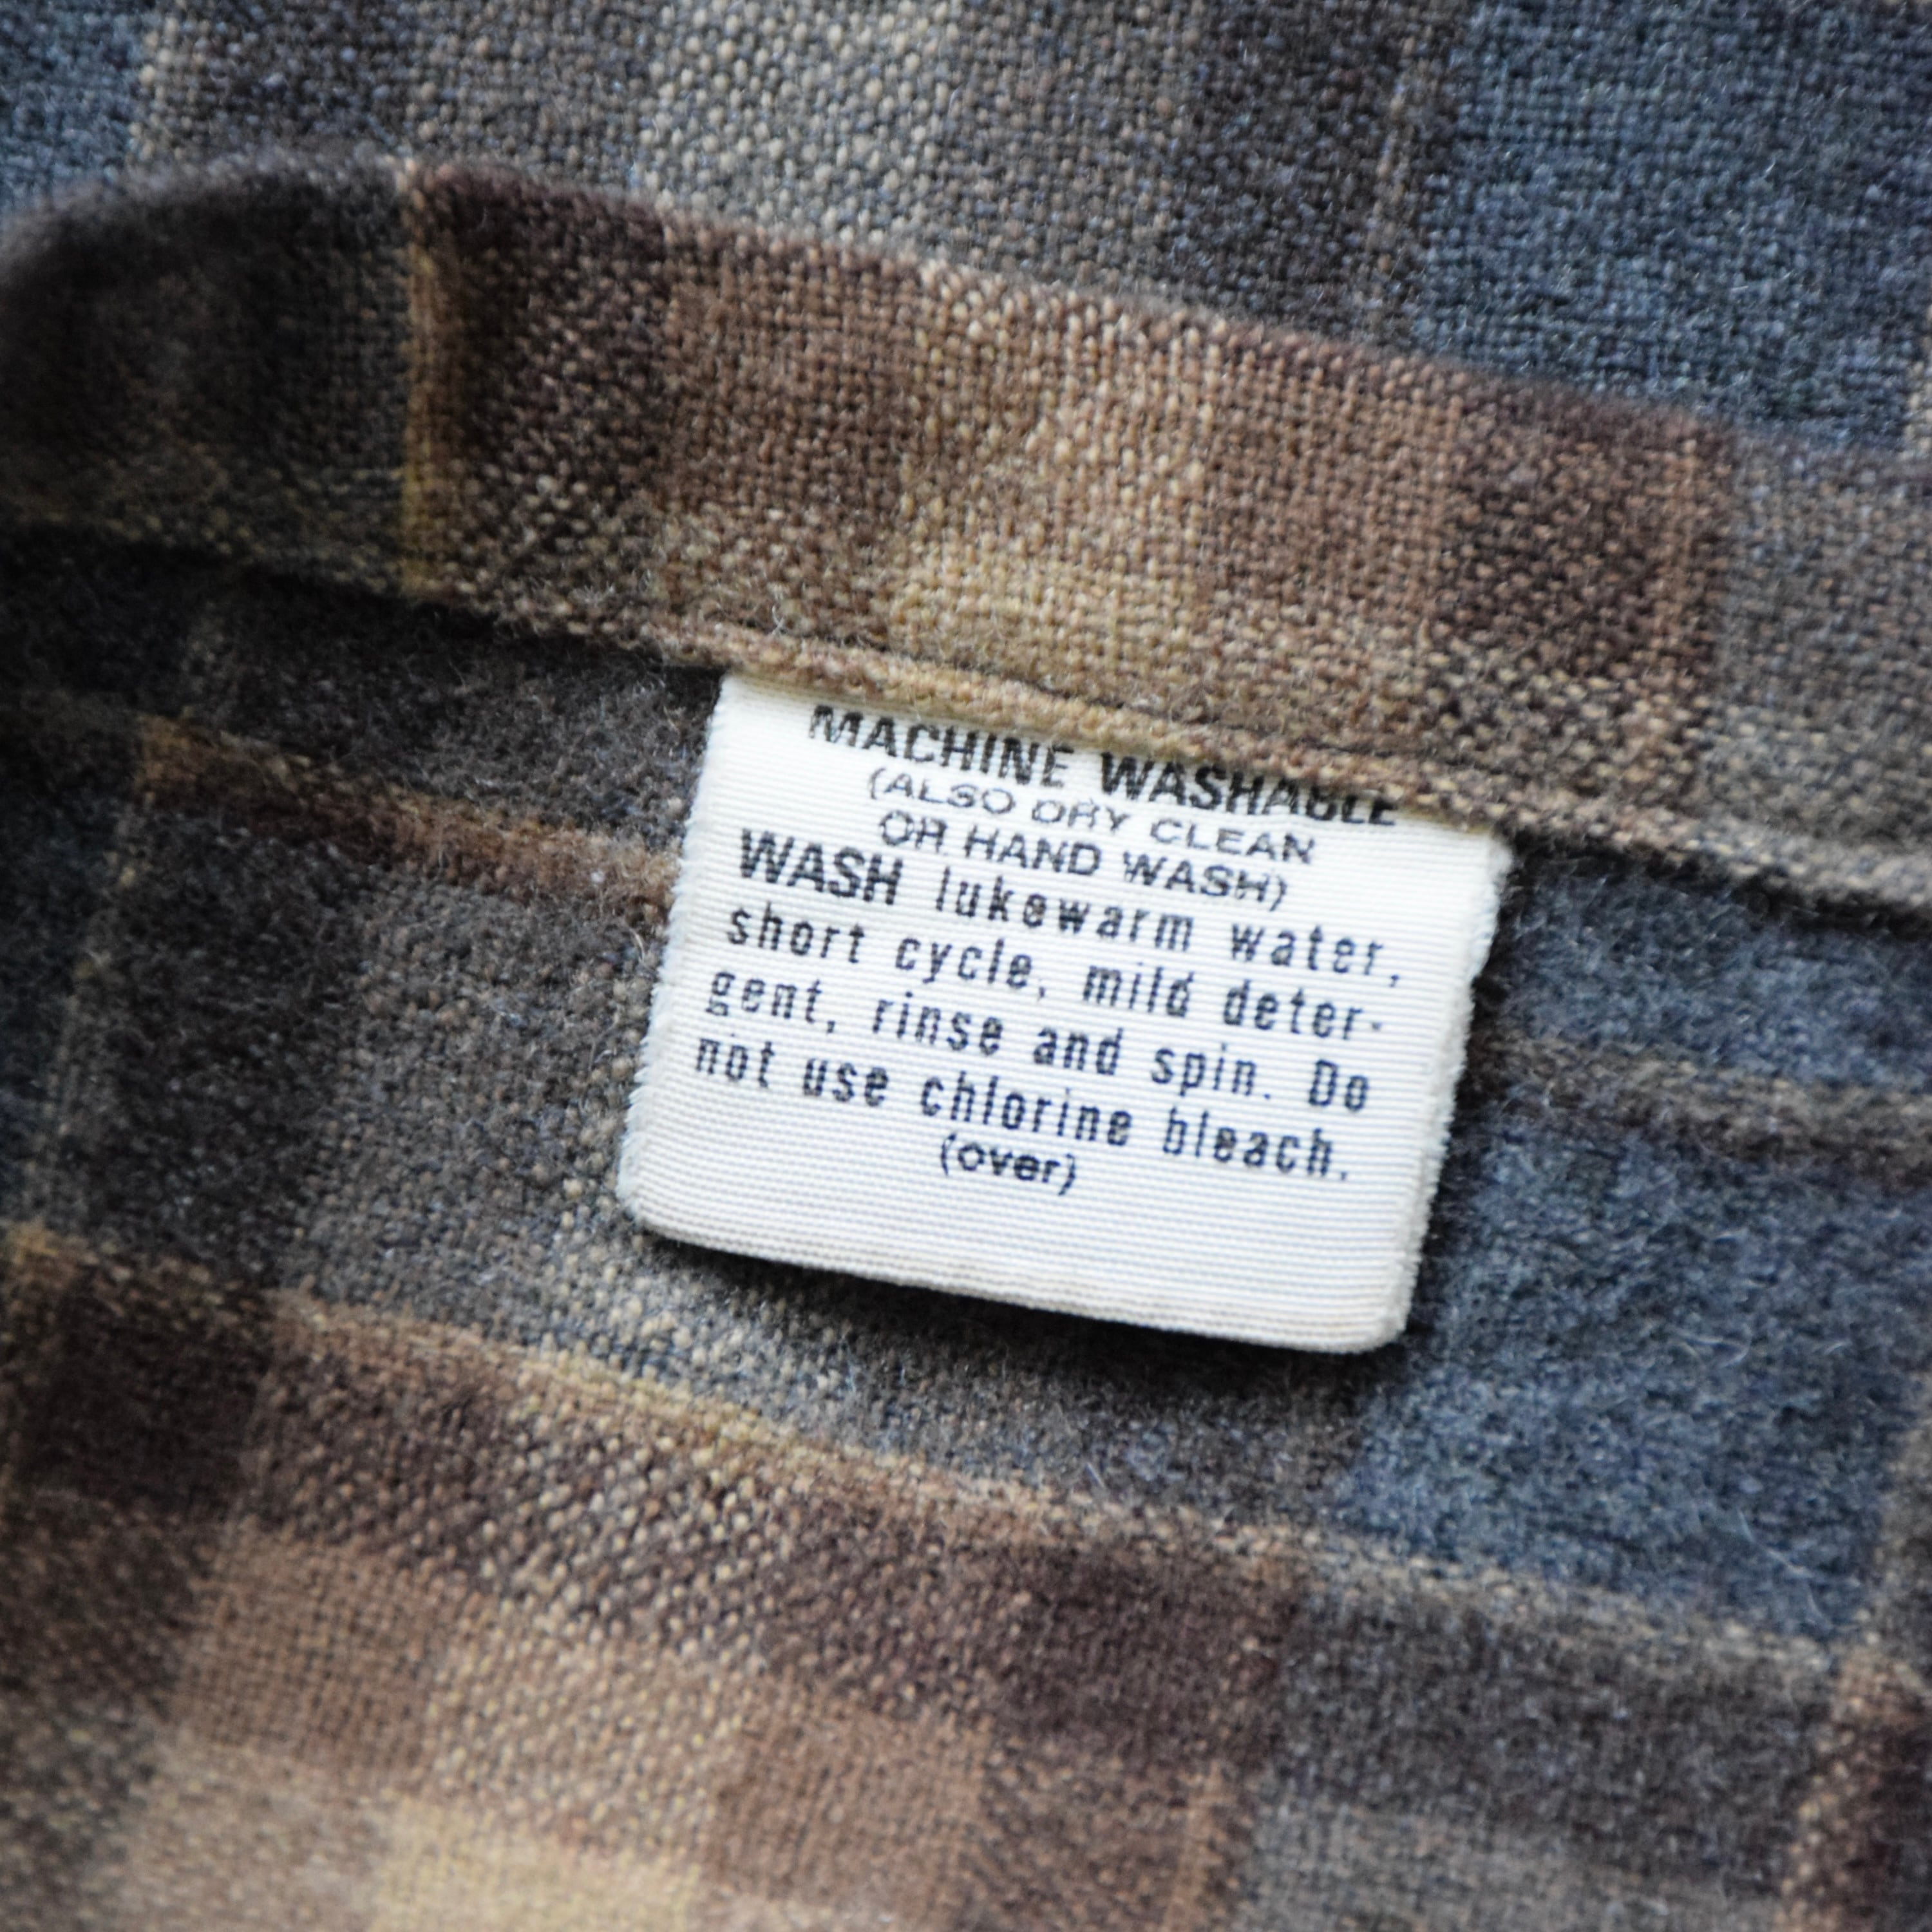 MACHINE WASHABLE
(ALSO DRY CLEAN
OR HAND WASH)
WASH lukewarm water,
short cycle, mild deter-
gent, rinse and spin. Do
not use chlorine bleach.
(over)